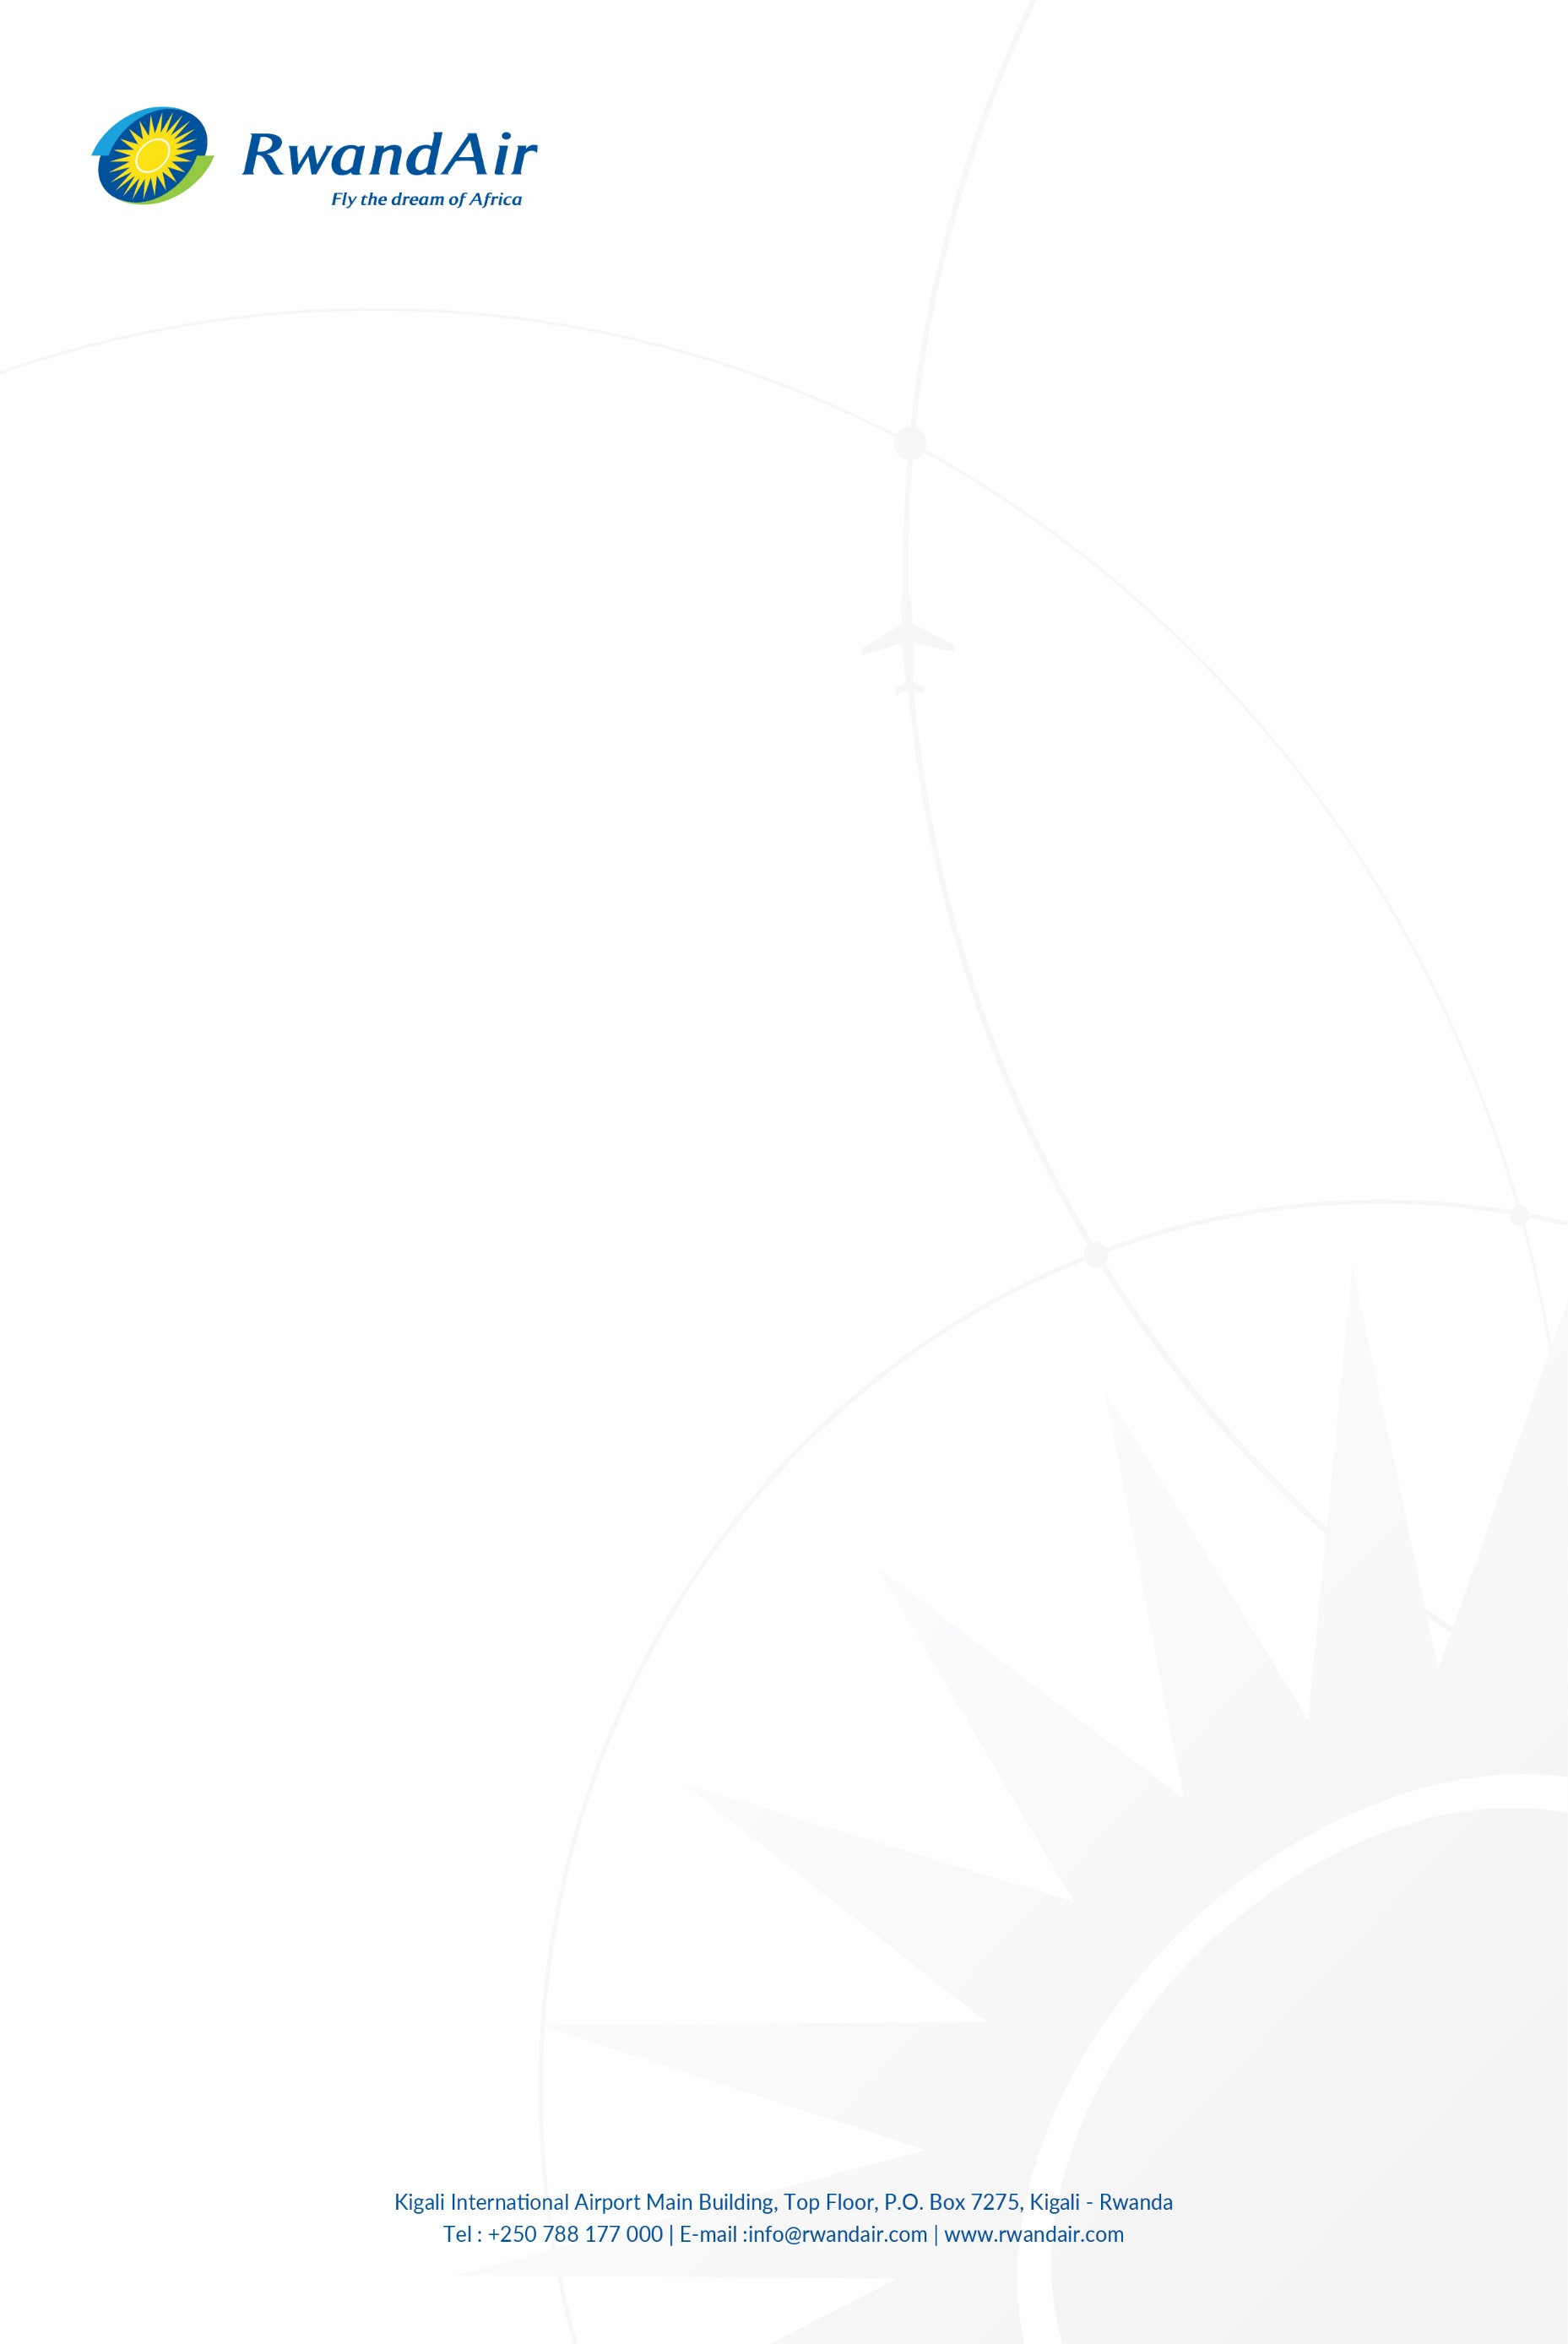 RwandAir
Fly the dream of Africa
Kigali International Airport Main Building, Top Floor, P.O. Box 7275, Kigali - Rwanda
Tel : +250 788 177 000 | E-mail :info@rwandair.com | www.rwandair.com